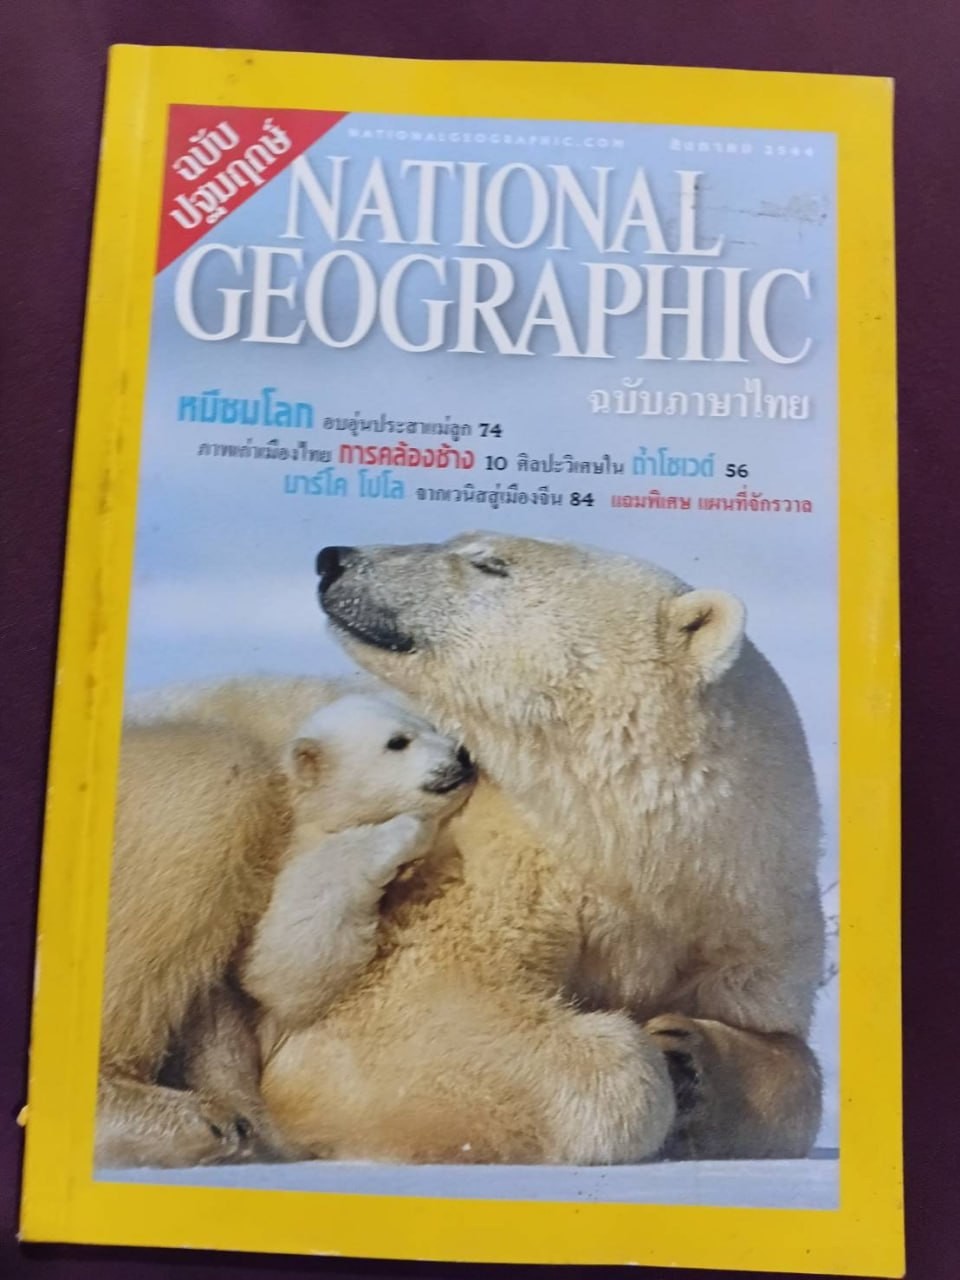 ฉบับ
ปฐมฤกษ์
NATIONALGEOGRAPHIC.COM สิงหาคม 2544
NATIONAL
GEOGRAPHIC
ฉบับภาษาไทย
หมีชมโลก อบอุ่นประสาแม่ลูก 74
ภาพเก่าเมืองไทย การคล้องช้าง 10 ศิลปะวิเศษใน ถ้ำโชเวต์ 56
มาร์โค โปโล จากเวนิสสู่เมืองจีน 84 แถมพิเศษ แผนที่จักรวาล